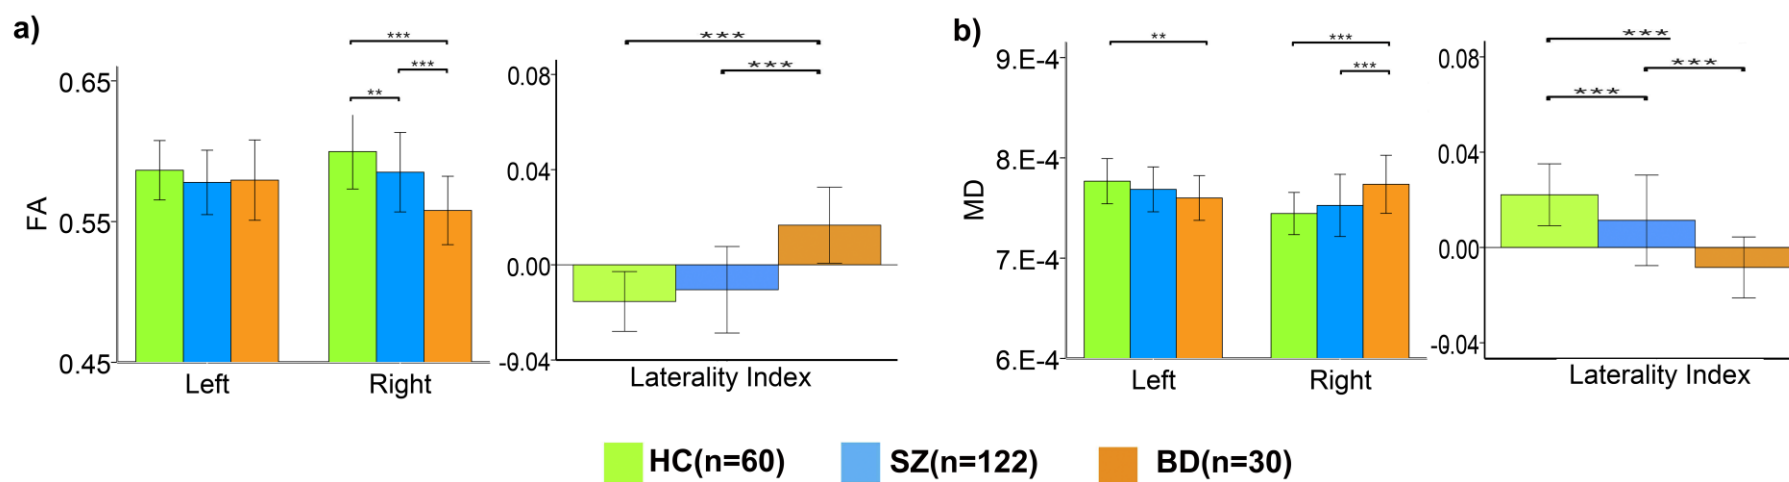 a)
***
***
**
0.65
0.55
0.45
FA
Left Right
***
***
0.08
0.04
0.00
-0.04
Laterality Index
b)
**
***
***
9.E-4
8.E-4
7.E-4
6.E-4
MD
Left Right
***
***
***
0.08
0.04
0.00
-0.04
Laterality Index
HC(n=60) SZ(n=122) BD(n=30)